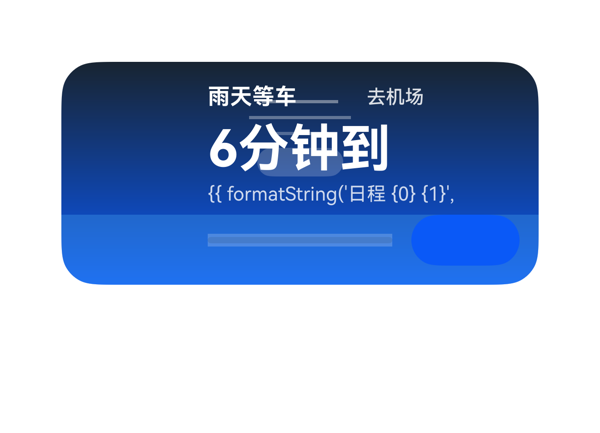 雨天等车 去机场
6分钟到
{{ formatString('日程 {0} {1}',